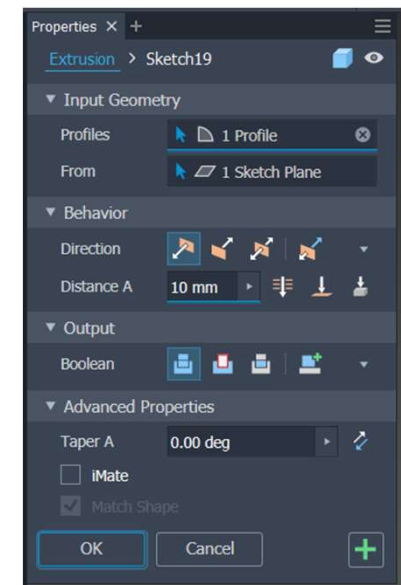 Properties × +
Extrusion > Sketch19
Input Geometry
Profiles 1 Profile
From 1 Sketch Plane
Behavior
Direction
Distance A 10 mm
Output
Boolean
Advanced Properties
Taper A 0.00 deg
iMate
Match Shape
OK Cancel +